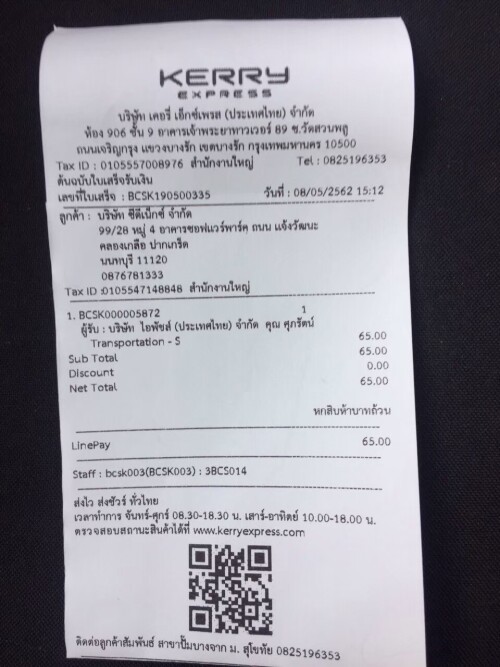 KERRY
EXPRESS
บริษัท เคอรี่ เอ็กซ์เพรส (ประเทศไทย) จำกัด
ห้อง 906 ชั้น 9 อาคารเจ้าพระยาทาวเวอร์ 89 ซ.วัดสวนพลู
ถนนเจริญกรุง แขวงบางรัก เขตบางรัก กรุงเทพมหานคร 10500
Tax ID : 0105557008976 สำนักงานใหญ่ Tel : 0825196353
ต้นฉบับใบเสร็จรับเงิน
เลขที่ใบเสร็จ : BCSK190500335 วันที่ : 08/05/2562 15:12
ลูกค้า : บริษัท ซีดีเน็กซ์ จำกัด
99/28 หมู่ 4 อาคารซอฟแวร์พาร์ค ถนน แจ้งวัฒนะ
คลองเกลือ ปากเกร็ด
นนทบุรี 11120
0876781333
Tax ID :0105547148848 สำนักงานใหญ่
1. BCSK000005872 1
ผู้รับ : บริษัท ไอพัชส์ (ประเทศไทย) จำกัด คุณ ศุภรัตน์
Transportation - S 65.00
Sub Total 65.00
Discount 0.00
Net Total 65.00
หกสิบห้าบาทถ้วน
LinePay 65.00
Staff : bcsk003(BCSK003) : 3BCS014
ส่งไว ส่งชัวร์ ทั่วไทย
เวลาทำการ จันทร์-ศุกร์ 08.30-18.30 น. เสาร์-อาทิตย์ 10.00-18.00 น.
ตรวจสอบสถานะสินค้าได้ที่ www.kerryexpress.com
ติดต่อลูกค้าสัมพันธ์ สาขาปั๊มบางจาก ม. สุโขทัย 0825196353